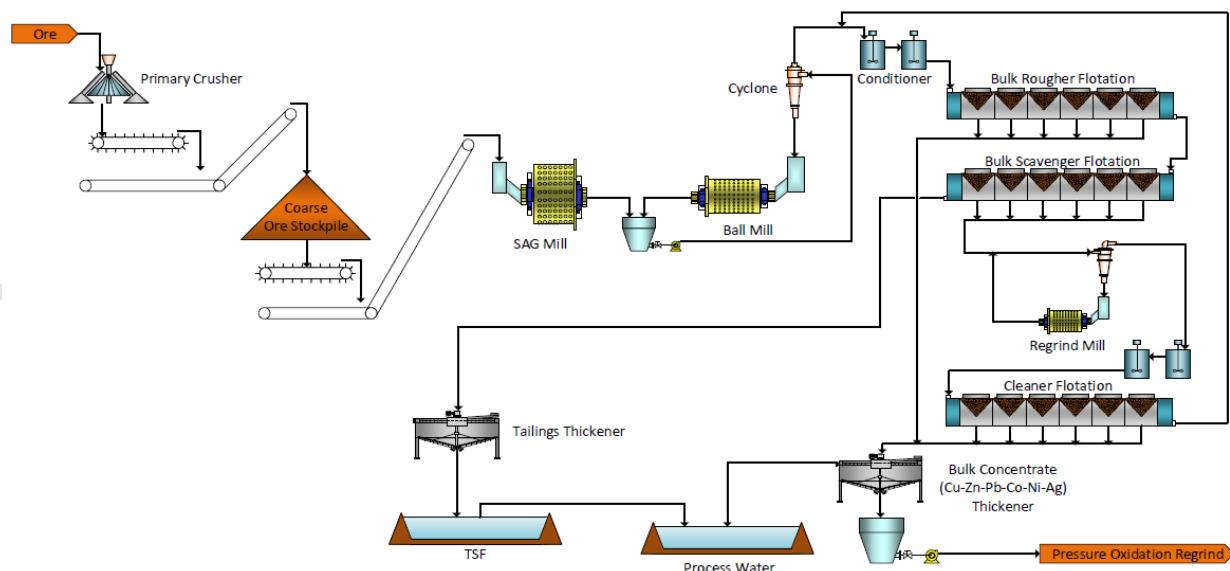 Ore
Primary Crusher
Coarse
Ore Stockpile
SAG Mill
Cyclone
Ball Mill
Conditioner
Bulk Rougher Flotation
Bulk Scavenger Flotation
Regrind Mill
Cleaner Flotation
Tailings Thickener
TSF
Process Water
Bulk Concentrate
(Cu-Zn-Pb-Co-Ni-Ag)
Thickener
Pressure Oxidation Regrind